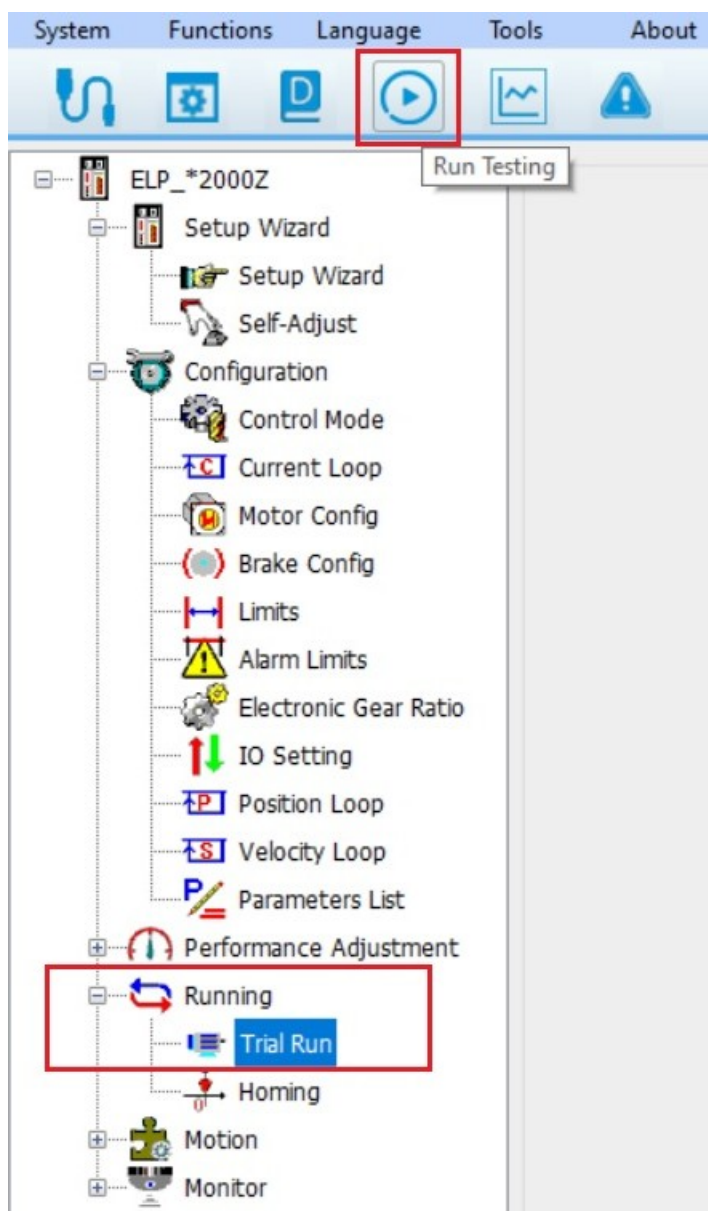 System Functions Language Tools About
D
Run Testing
ELP_*2000Z
Setup Wizard
Setup Wizard
Self-Adjust
Configuration
Control Mode
C Current Loop
Motor Config
Brake Config
Limits
Alarm Limits
Electronic Gear Ratio
IO Setting
P Position Loop
S Velocity Loop
P Parameters List
Performance Adjustment
Running
Trial Run
0 Homing
Motion
Monitor